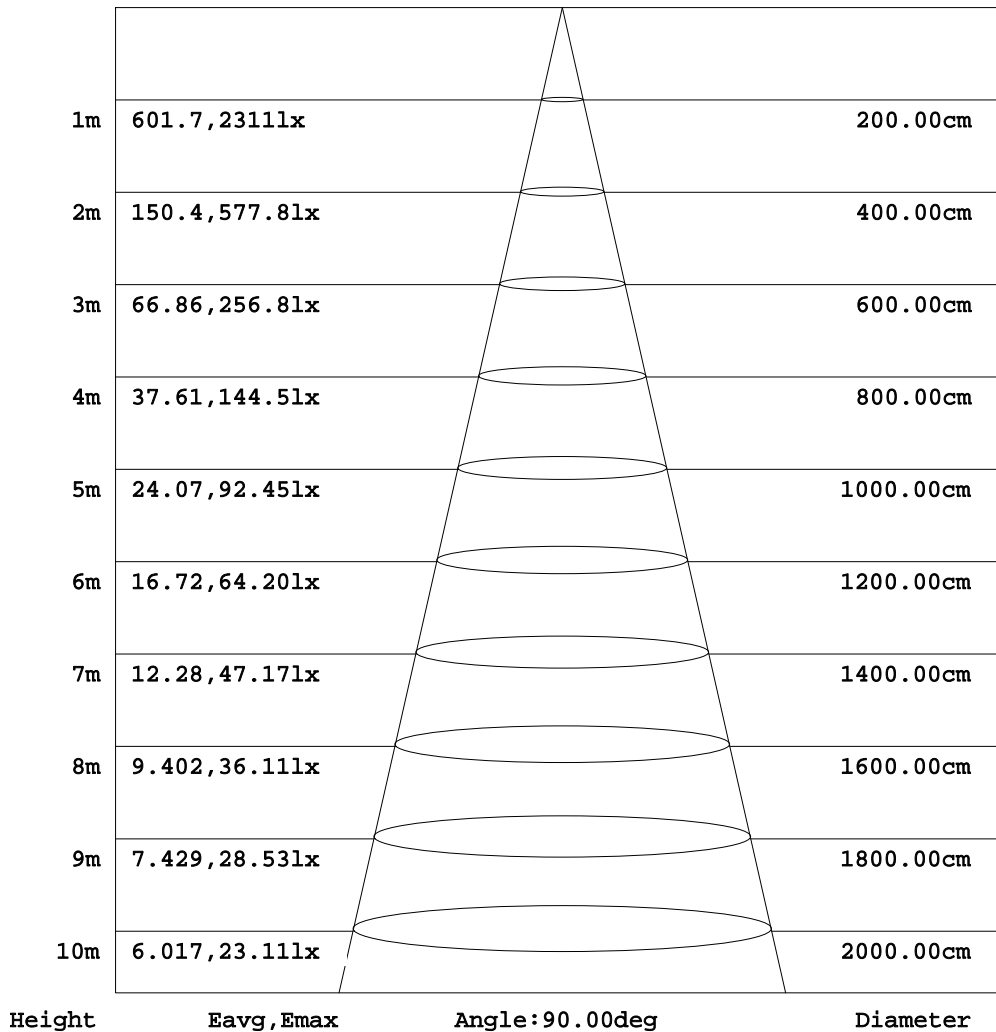 1m 601.7,2311lx 200.00cm
2m 150.4,577.8lx 400.00cm
3m 66.86,256.8lx 600.00cm
4m 37.61,144.5lx 800.00cm
5m 24.07,92.45lx 1000.00cm
6m 16.72,64.20lx 1200.00cm
7m 12.28,47.17lx 1400.00cm
8m 9.402,36.11lx 1600.00cm
9m 7.429,28.53lx 1800.00cm
10m 6.017,23.11lx 2000.00cm
Height Eavg,Emax Angle:90.00deg Diameter